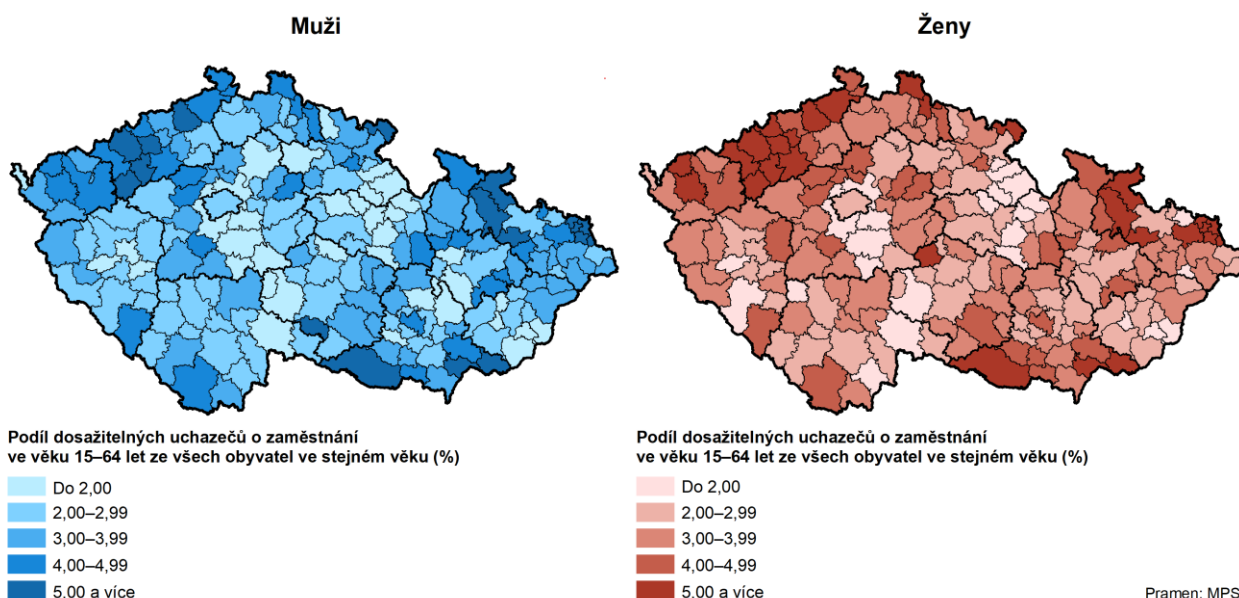 Muži
Ženy
Podíl dosažitelných uchazečů o zaměstnání
ve věku 15–64 let ze všech obyvatel ve stejném věku (%)
Do 2,00
2,00–2,99
3,00–3,99
4,00–4,99
5,00 a více
Podíl dosažitelných uchazečů o zaměstnání
ve věku 15–64 let ze všech obyvatel ve stejném věku (%)
Do 2,00
2,00–2,99
3,00–3,99
4,00–4,99
5,00 a více
Pramen: MPS